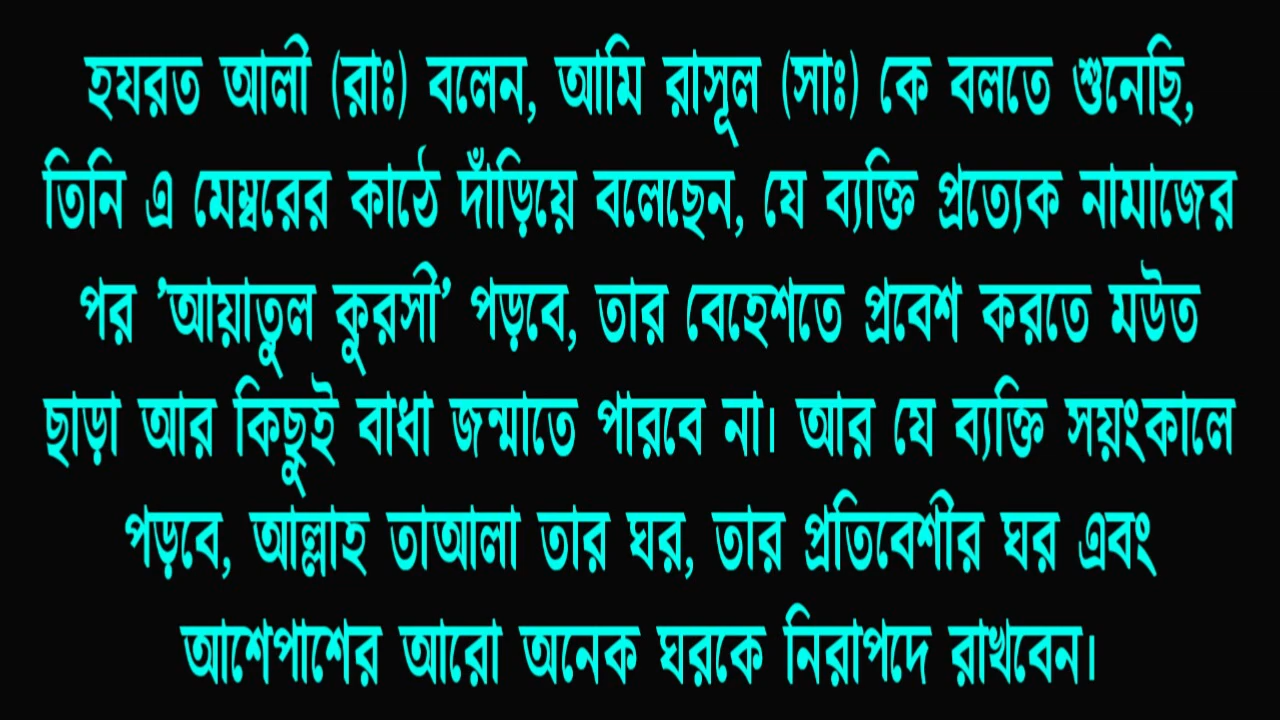 হযরত আলী (রাঃ) বলেন, আমি রাসূল (সাঃ) কে বলতে শুনেছি,
তিনি এ মেম্বরের কাঠে দাঁড়িয়ে বলেছেন, যে ব্যক্তি প্রত্যেক নামাজের
পর ’আয়াতুল কুরসী’ পড়বে, তার বেহেশতে প্রবেশ করতে মউত
ছাড়া আর কিছুই বাধা জন্মাতে পারবে না। আর যে ব্যক্তি সয়ংকালে
পড়বে, আল্লাহ তাআলা তার ঘর, তার প্রতিবেশীর ঘর এবং
আশেপাশের আরো অনেক ঘরকে নিরাপদে রাখবেন।